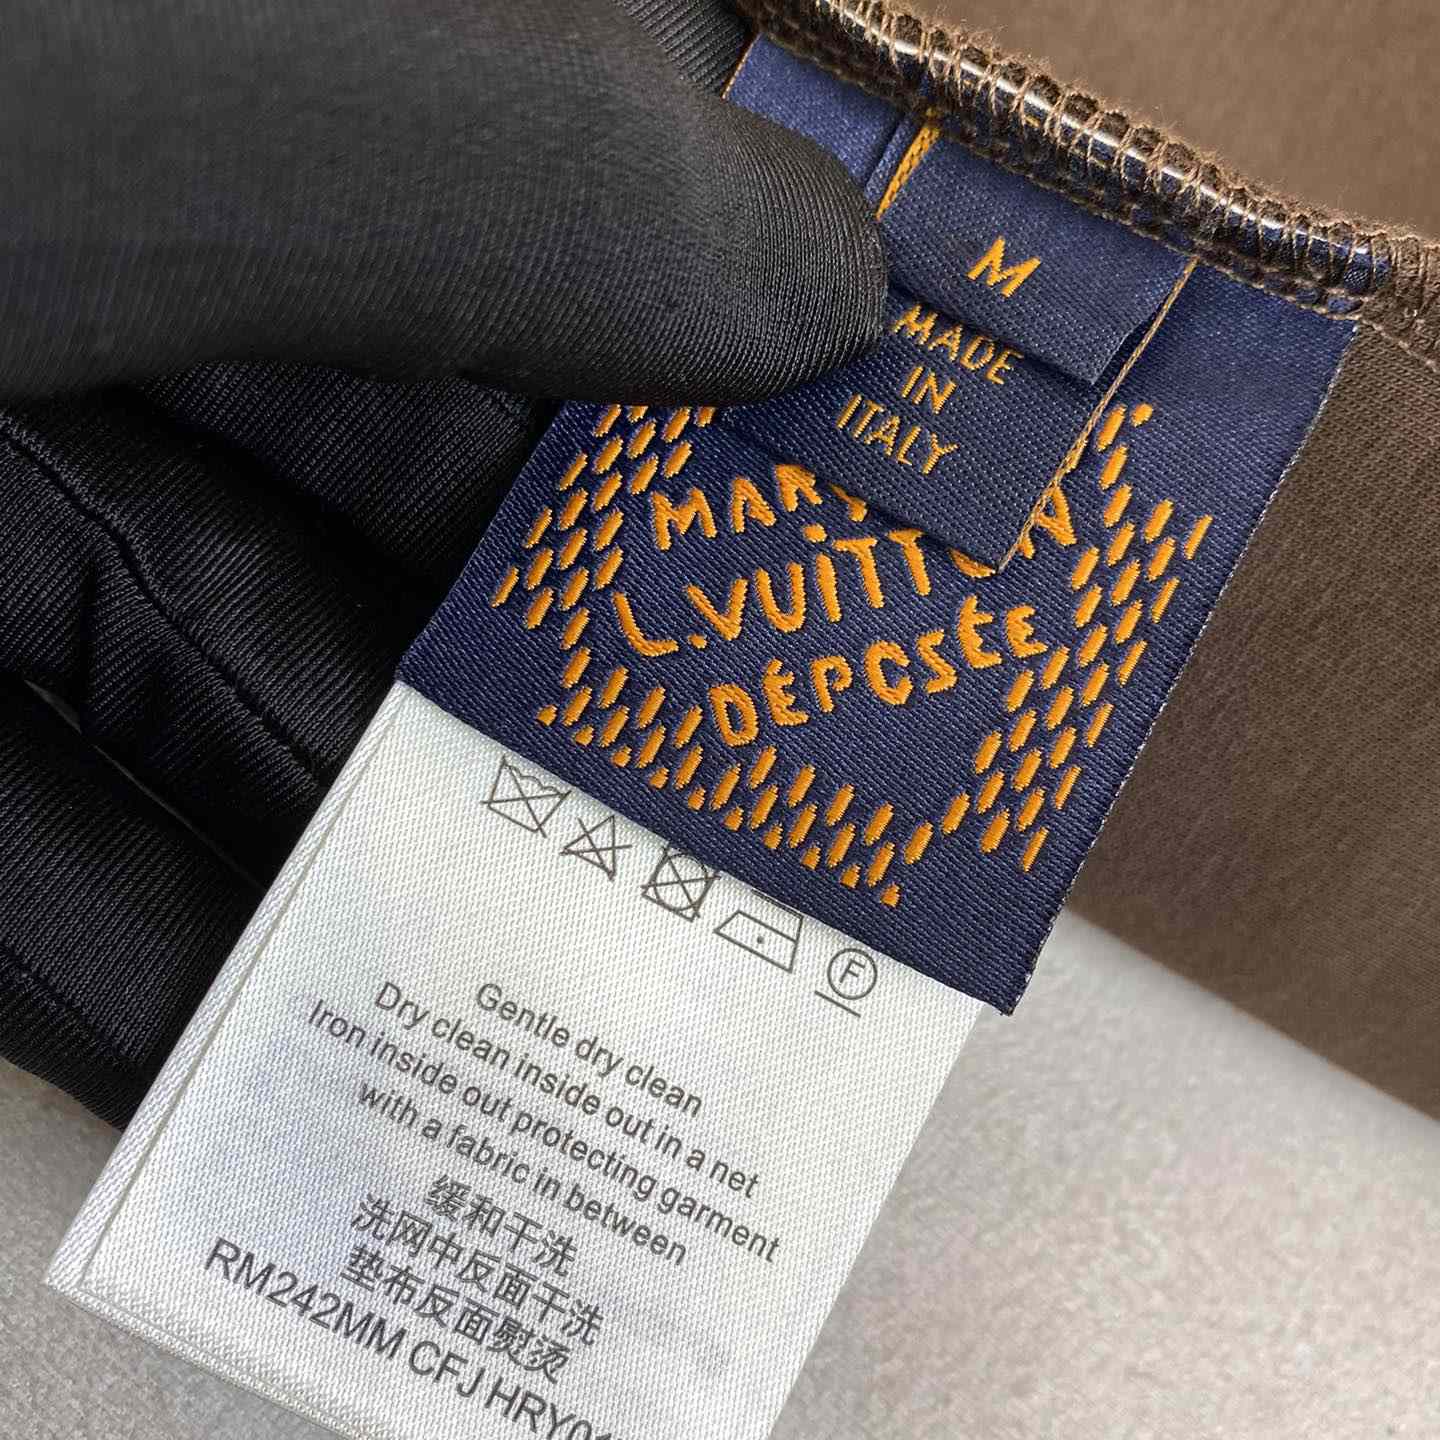 M
MADE
IN
ITALY
L.VUITTON
DÉPOSÉE
F
Gentle dry clean
Dry clean inside out in a net
Iron inside out protecting garment
with a fabric in between
缓和干洗
洗网中反面干洗
垫布反面熨烫
RM242MM CFJ HRY0